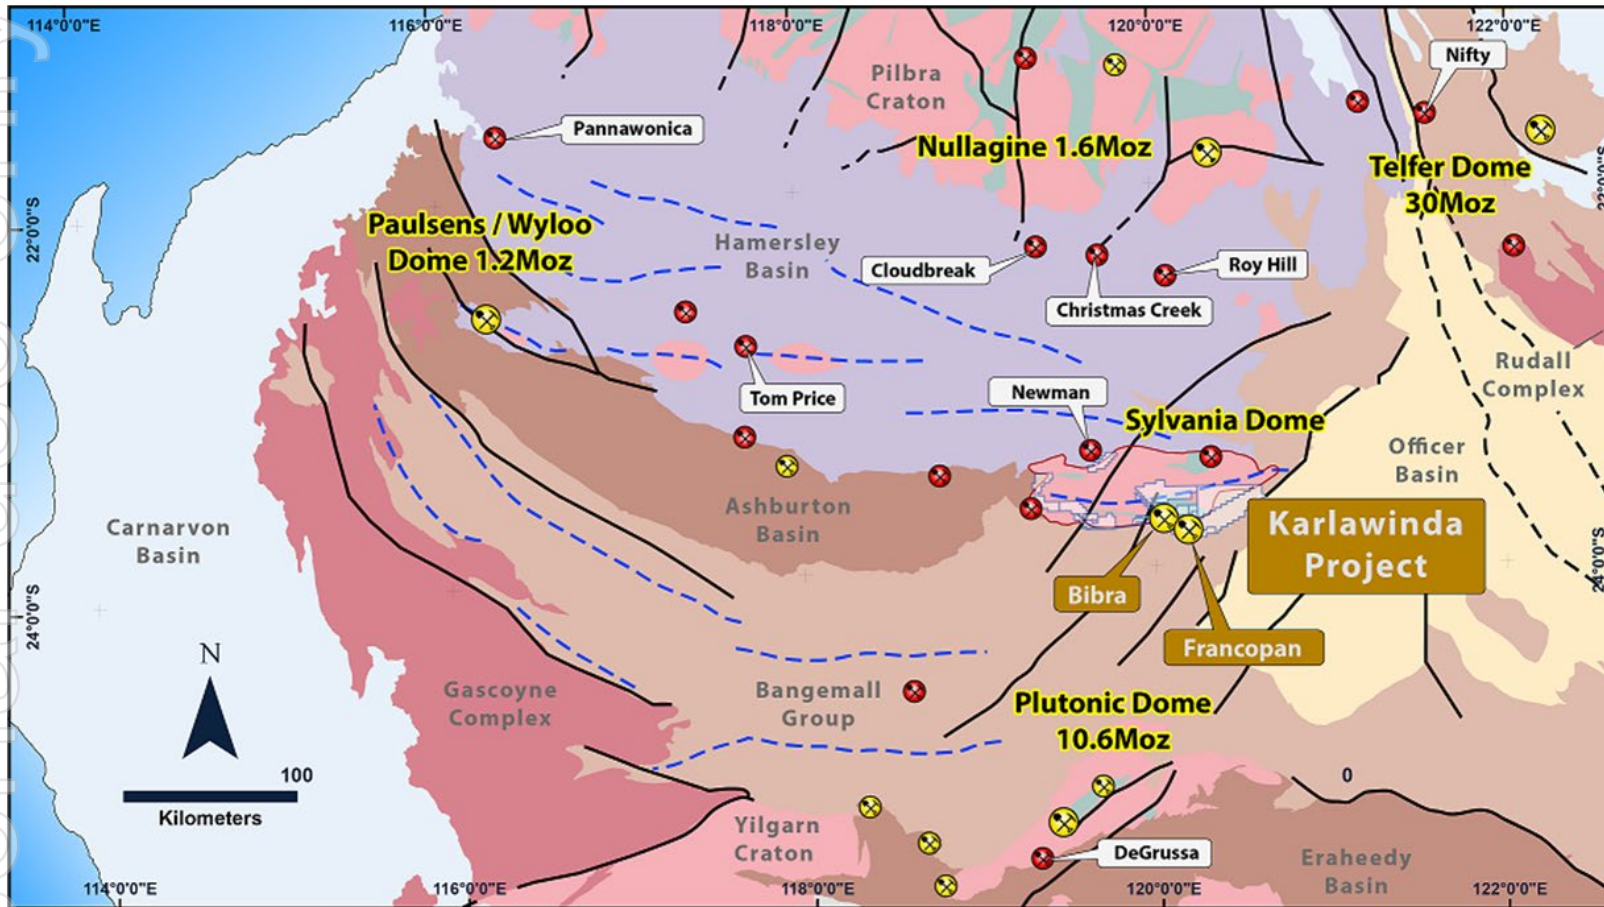 114°0'0"E
116°0'0"E
118°0'0"E
120°0'0"E
122°0'0"E
Nifty
Pilbra
Craton
Pannawonica
Nullagine 1.6Moz
Telfer Dome
30Moz
22°0'0"S
Paulsens / Wyloo
Dome 1.2Moz
Hamersley
Basin
Cloudbreak
Roy Hill
Christmas Creek
Rudall
Complex
Tom Price
Newman
Sylvania Dome
Officer
Basin
Ashburton
Basin
Carnarvon
Basin
Karlawinda
Project
Bibra
Francopan
24°0'0"S
24°0'0"S
N
Gascoyne
Complex
Bangemall
Group
Plutonic Dome
10.6Moz
100
0
Kilometers
Yilgarn
Craton
DeGrussa
Eraheedy
Basin
114°0'0"E
116°0'0"E
118°0'0"E
120°0'0"E
122°0'0"E